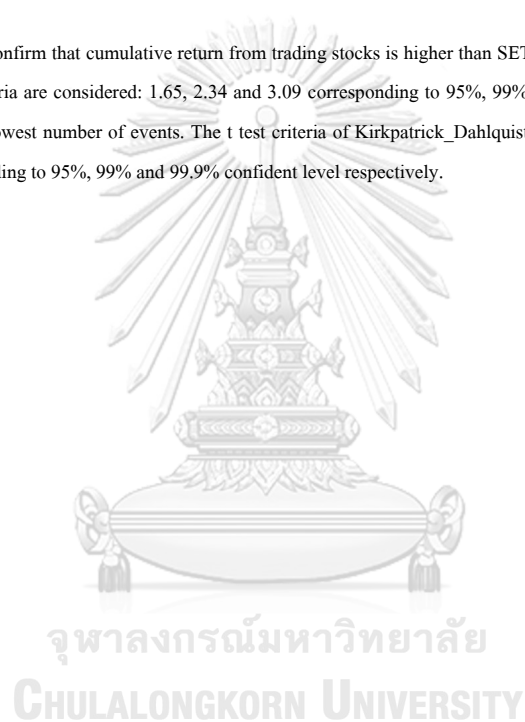 onfirm that cumulative return from trading stocks is higher than SET
ria are considered: 1.65, 2.34 and 3.09 corresponding to 95%, 99%
owest number of events. The t test criteria of Kirkpatrick_Dahlquist
ling to 95%, 99% and 99.9% confident level respectively.
จุฬาลงกรณ์มหาวิทยาลัย
CHULALONGKORN UNIVERSITY